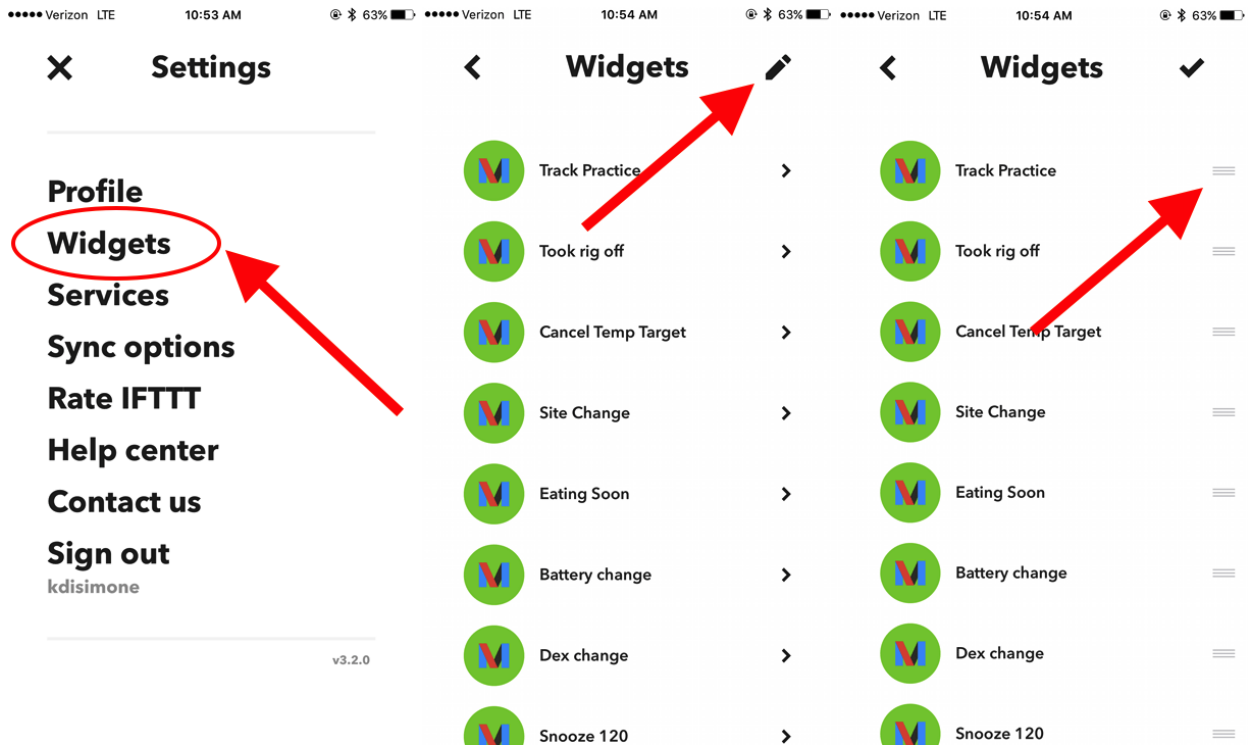 Verizon LTE 10:53 AM 63%
Settings
Profile
Widgets
Services
Sync options
Rate IFTTT
Help center
Contact us
Sign out
kdisimone
v3.2.0
Verizon LTE 10:54 AM 63%
Widgets
Track Practice
Took rig off
Cancel Temp Target
Site Change
Eating Soon
Battery change
Dex change
Snooze 120
Verizon LTE 10:54 AM 63%
Widgets
Track Practice
Took rig off
Cancel Temp Target
Site Change
Eating Soon
Battery change
Dex change
Snooze 120